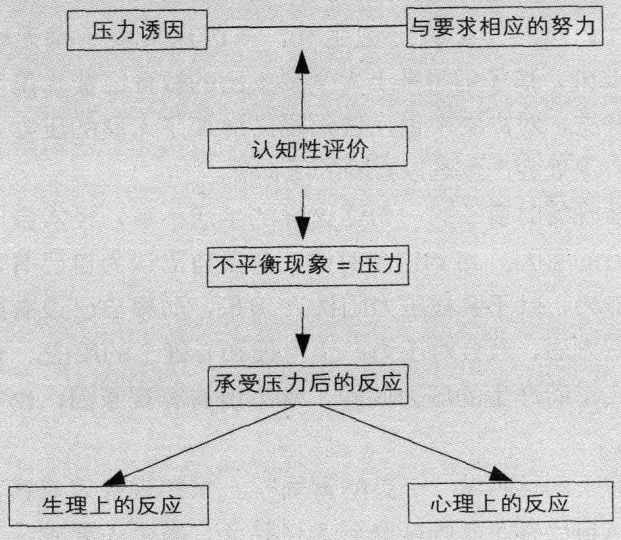 压力诱因
与要求相应的努力
认知性评价
不平衡现象=压力
承受压力后的反应
生理上的反应
心理上的反应